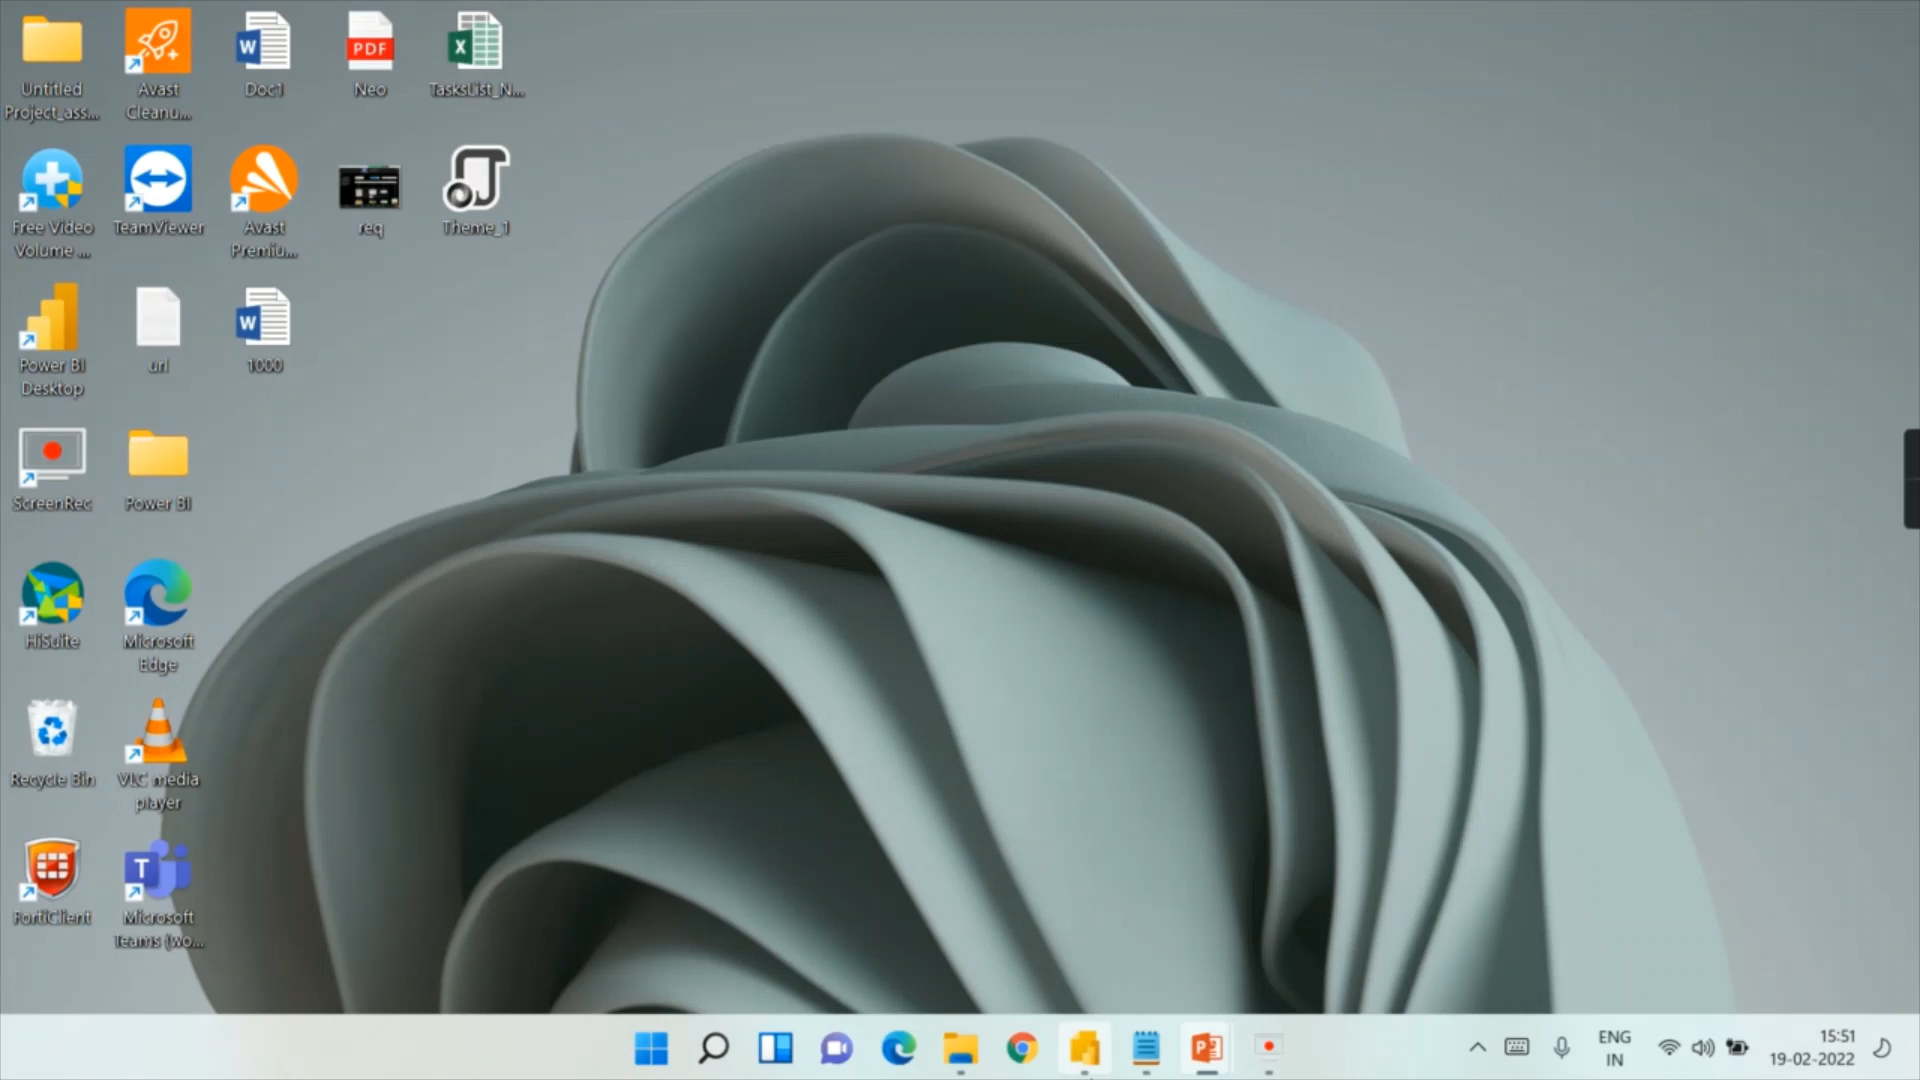 Untitled
Project_ass...
Avast
Cleanu...
W
Doc1
PDF
Neo
X
TasksList_N...
Free Video
Volume ...
TeamViewer
Avast
Premiu...
req
Theme_1
Power BI
Desktop
url
W
1000
ScreenRec
Power BI
HiSuite
Microsoft
Edge
Recycle Bin
VLC media
player
FortiClient
T
Microsoft
Teams (wo...
P
ENG
IN
15:51
19-02-2022